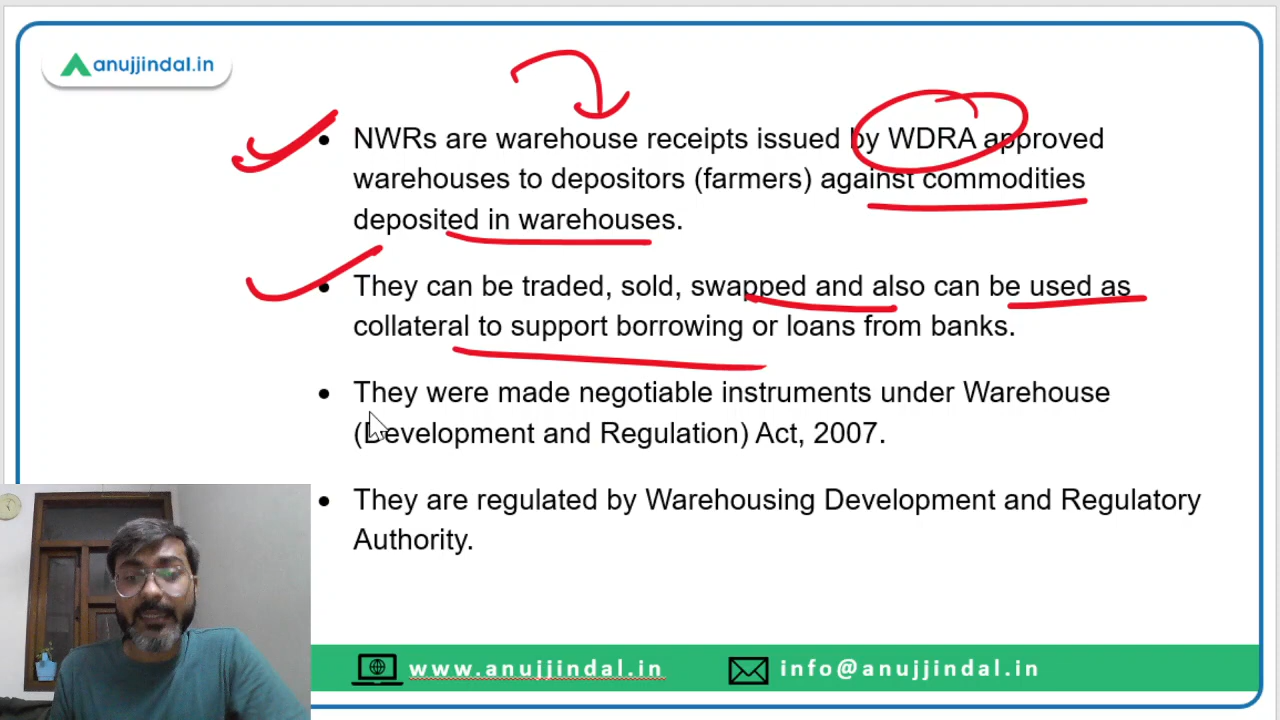 anujjindal.in
NWRs are warehouse receipts issued by WDRA approved
warehouses to depositors (farmers) against commodities
deposited in warehouses.
They can be traded, sold, swapped and also can be used as
collateral to support borrowing or loans from banks.
They were made negotiable instruments under Warehouse
(Development and Regulation) Act, 2007.
They are regulated by Warehousing Development and Regulatory
Authority.
www.anujjindal.in
info@anujjindal.in